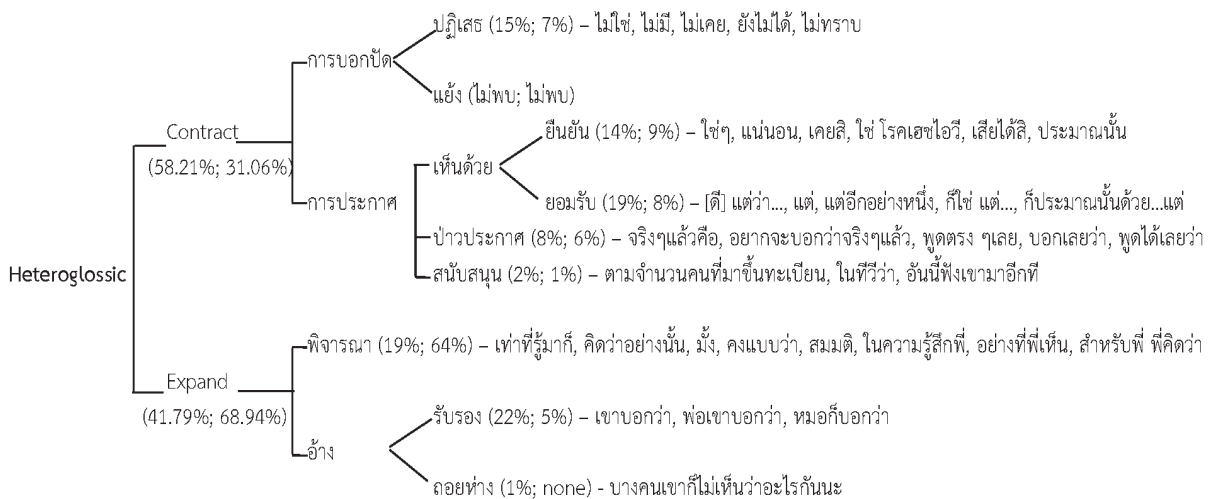 ปฏิเสธ (15%; 7%) – ไม่ใช่, ไม่มี, ไม่เคย, ยังไม่ได้, ไม่ทราบ
การบอกปัด
แย้ง (ไม่พบ; ไม่พบ)
Contract
(58.21%; 31.06%)
ยืนยัน (14%; 9%) – ใช่ๆ, แน่นอน, เคยสิ, ใช่ โรคเฮชไอวี, เสียได้สิ, ประมาณนั้น
เห็นด้วย
การประกาศ
ยอมรับ (19%; 8%) – [ดี] แต่ว่า..., แต่, แต่อีกอย่างหนึ่ง, ก็ใช่ แต่..., ก็ประมาณนั้นด้วย...แต่
ป่าวประกาศ (8%; 6%) – จริงๆแล้วคือ, อยากจะบอกว่าจริงๆแล้ว, พูดตรง ๆเลย, บอกเลยว่า, พูดได้เลยว่า
สนับสนุน (2%; 1%) – ตามจำนวนคนที่มาขึ้นทะเบียน, ในทีวีว่า, อันนี้ฟังเขามาอีกที
Heteroglossic
พิจารณา (19%; 64%) – เท่าที่รู้มาก็, คิดว่าอย่างนั้น, มั้ง, คงแบบว่า, สมมติ, ในความรู้สึกพี่, อย่างที่พี่เห็น, สำหรับพี่ พี่คิดว่า
Expand
(41.79%; 68.94%)
รับรอง (22%; 5%) – เขาบอกว่า, พ่อเขาบอกว่า, หมอก็บอกว่า
อ้าง
ถอยห่าง (1%; none) - บางคนเขาก็ไม่เห็นว่าอะไรกันนะ